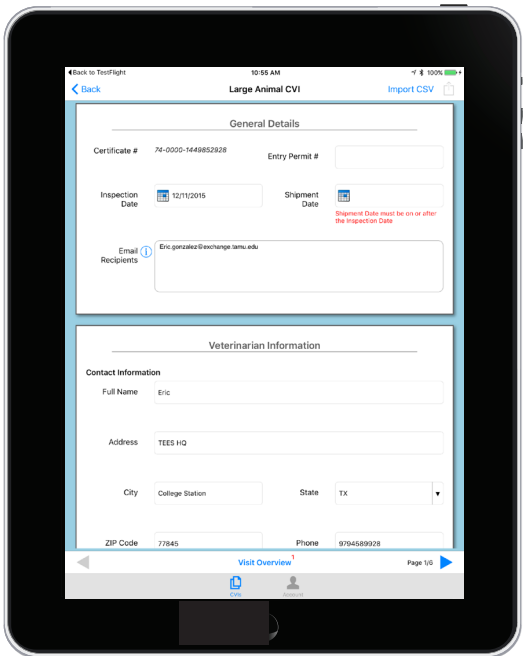 Back to TestFlight 10:55 AM 100%
Back Large Animal CVI Import CSV
General Details
Certificate # 74-0000-1449852928 Entry Permit #
Inspection Date 12/11/2015 Shipment Date
Shipment Date must be on or after
the Inspection Date
Email Recipients Eric.gonzalez@exchange.tamu.edu
Veterinarian Information
Contact Information
Full Name Eric
Address TEES HQ
City College Station State TX
ZIP Code 77845 Phone 9794589928
Visit Overview 1 Page 1/6
CVIs Account